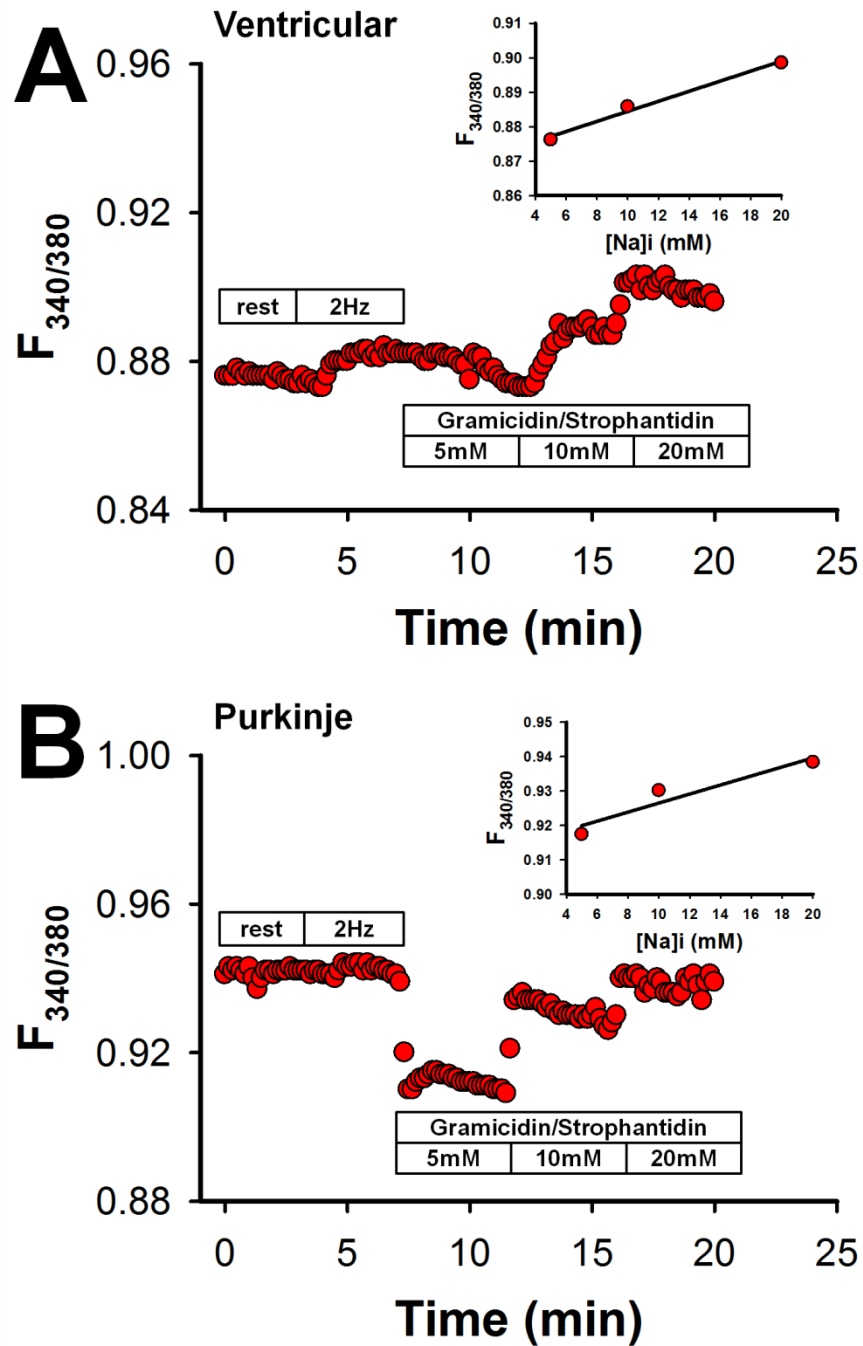 A
Ventricular
0.96
0.92
0.88
0.84
F340/380
0.91
0.90
0.89
0.88
0.87
0.86
F340/380
4 6 8 10 12 14 16 18 20
[Na]i (mM)
rest 2Hz
Gramicidin/Strophantidin
5mM 10mM 20mM
0 5 10 15 20 25
Time (min)
B
Purkinje
1.00
0.96
0.92
0.88
F340/380
0.95
0.94
0.93
0.92
0.91
0.90
F340/380
4 6 8 10 12 14 16 18 20
[Na]i (mM)
rest 2Hz
Gramicidin/Strophantidin
5mM 10mM 20mM
0 5 10 15 20 25
Time (min)